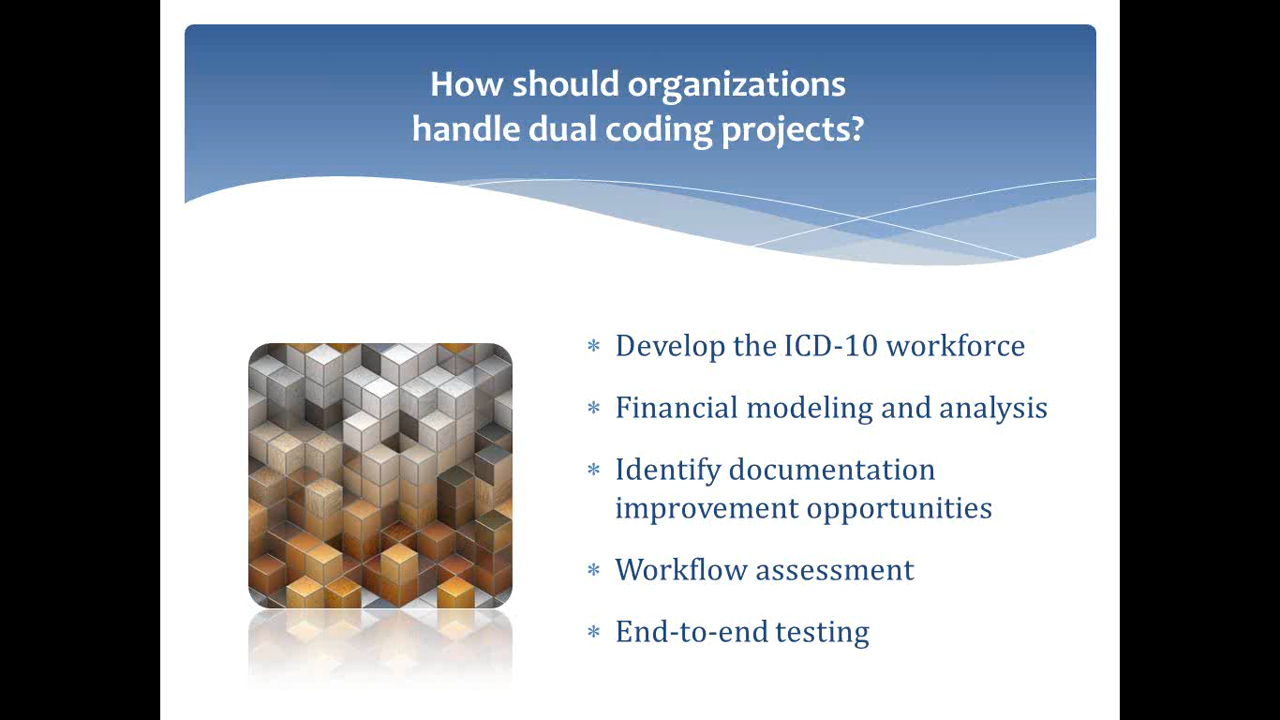 How should organizations
handle dual coding projects?
* Develop the ICD-10 workforce
* Financial modeling and analysis
* Identify documentation
improvement opportunities
* Workflow assessment
* End-to-end testing